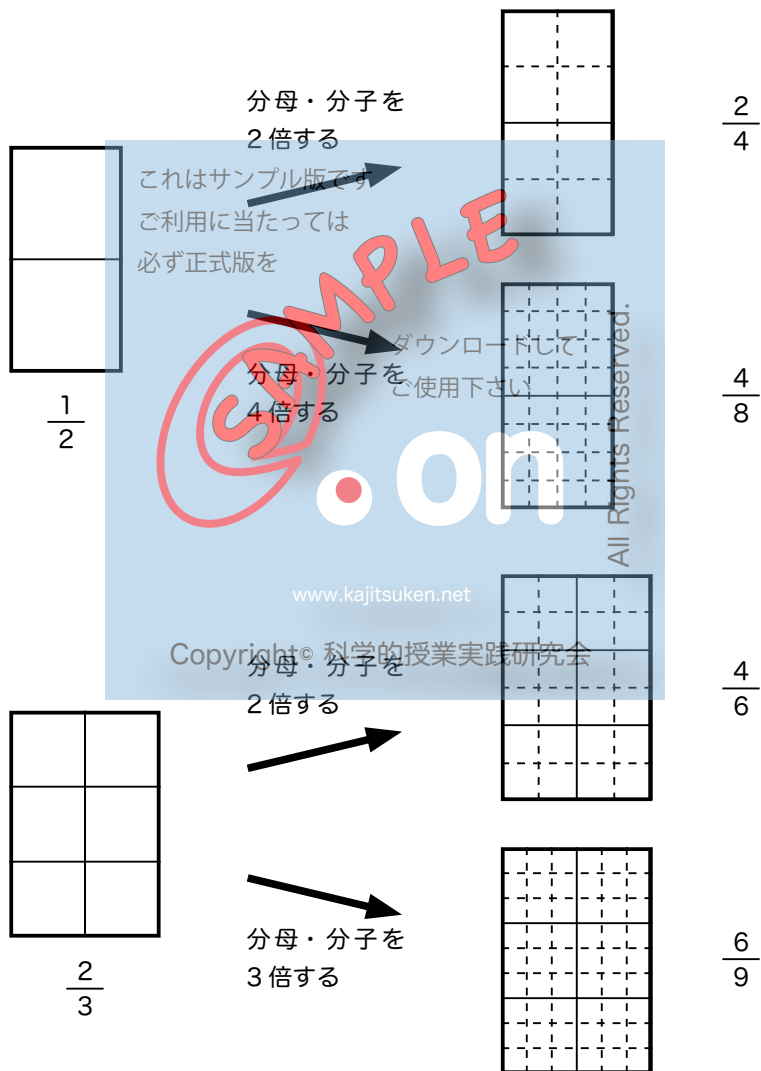 分母・分子を
2倍する
2
4
これはサンプル版です
ご利用に当たっては
必ず正式版を
SAMPLE
ダウンロードして
ご使用下さい
分母・分子を
4倍する
1
2
4
8
.on
All Rights Reserved.
www.kajitsuken.net
Copyright© 科学的授業実践研究会
分母・分子を
2倍する
4
6
分母・分子を
3倍する
2
3
6
9